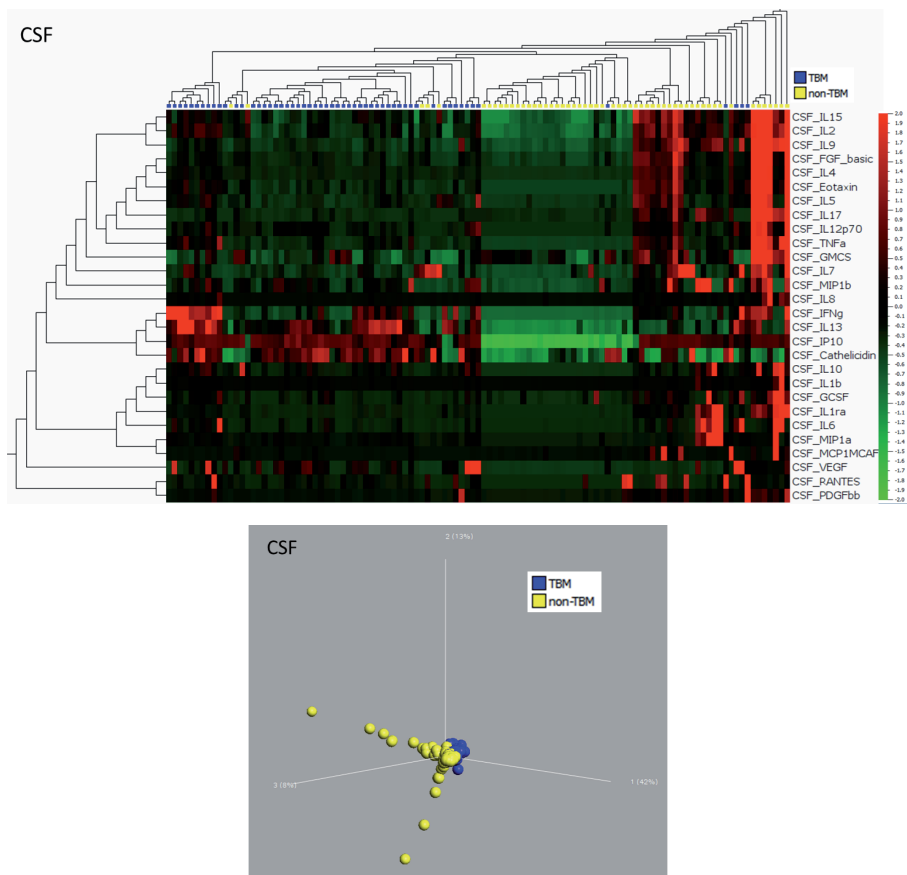 CSF
TBM
non-TBM
CSF_IL15
CSF_IL2
CSF_IL9
CSF_FGF_basic
CSF_IL4
CSF_Eotaxin
CSF_IL5
CSF_IL17
CSF_IL12p70
CSF_TNFa
CSF_GMCS
CSF_IL7
CSF_MIP1b
CSF_IL8
CSF_IFNg
CSF_IL13
CSF_IP10
CSF_Cathelicidin
CSF_IL10
CSF_IL1b
CSF_GCSF
CSF_IL1ra
CSF_IL6
CSF_MIP1a
CSF_MCP1MCAF
CSF_VEGF
CSF_RANTES
CSF_PDGFbb
2.0
1.9
1.8
1.7
1.6
1.5
1.4
1.3
1.2
1.1
1.0
0.9
0.8
0.7
0.6
0.5
0.4
0.3
0.2
0.1
0.0
-0.1
-0.2
-0.3
-0.4
-0.5
-0.6
-0.7
-0.8
-0.9
-1.0
-1.1
-1.2
-1.3
-1.4
-1.5
-1.6
-1.7
-1.8
-1.9
-2.0
CSF
2 (13%)
TBM
non-TBM
1 (42%)